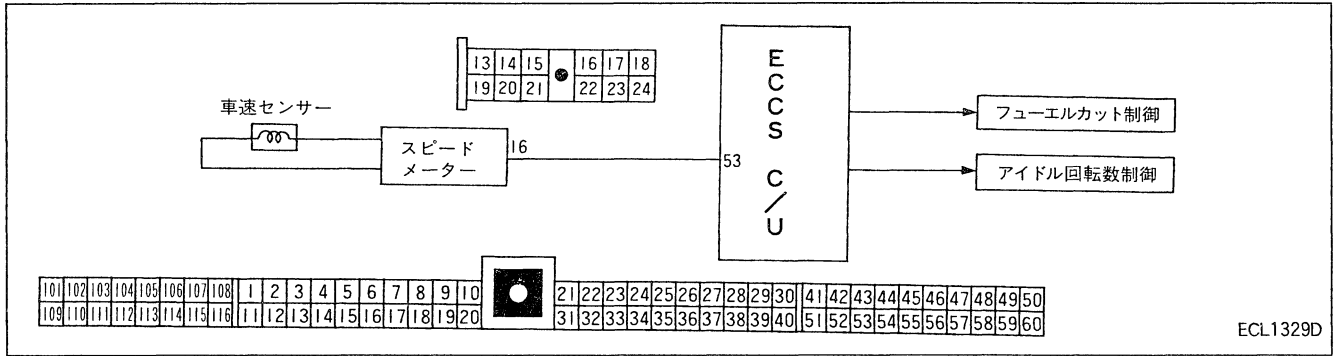 13 14 15 16 17 18
19 20 21 22 23 24
車速センサー
スピード
メーター
16
53
E
C
C
S
C
/
U
フューエルカット制御
アイドル回転数制御
101 102 103 104 105 106 107 108 1 2 3 4 5 6 7 8 9 10 21 22 23 24 25 26 27 28 29 30 41 42 43 44 45 46 47 48 49 50
109 110 111 112 113 114 115 116 11 12 13 14 15 16 17 18 19 20 31 32 33 34 35 36 37 38 39 40 51 52 53 54 55 56 57 58 59 60
ECL1329D